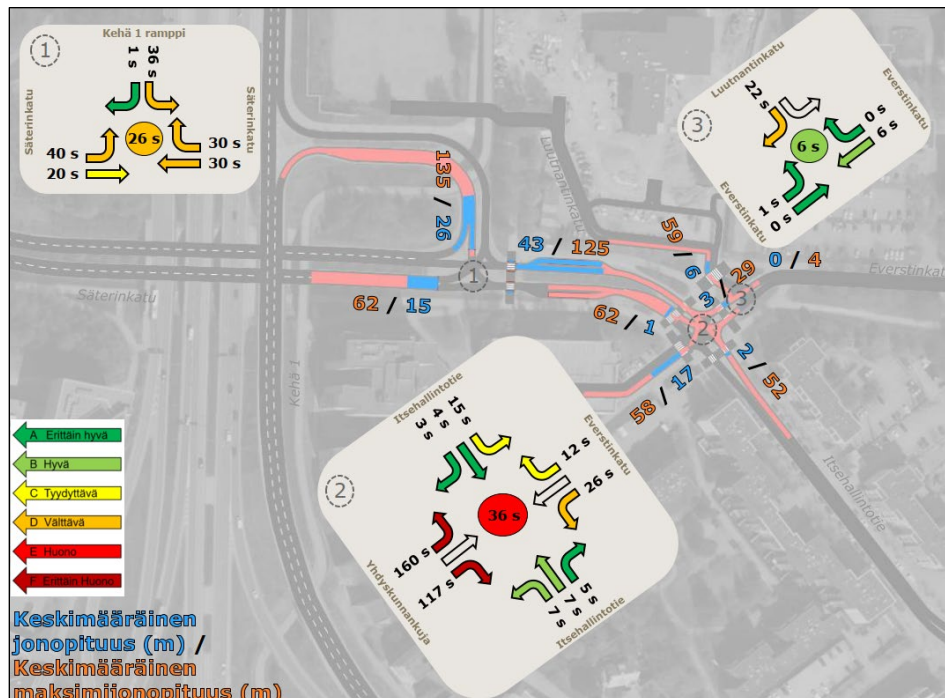 1
Kehä 1 ramppi
1 s
36 s
Säterinkatu
Säterinkatu
26 s
40 s
20 s
30 s
30 s
3
Luutnantinkatu
Everstinkatu
22 s
0 s
6 s
6 s
1 s
0 s
Everstinkatu
Luutnantinkatu
135 / 26
43 / 125
59 / 6
3 / 29
0 / 4
Everstinkatu
1
3
2
Säterinkatu
62 / 15
62 / 1
2 / 52
58 / 17
Kehä 1
Itsehallintotie
2
Itsehallintotie
Everstinkatu
3 s
4 s
15 s
12 s
26 s
36 s
160 s
117 s
5 s
7 s
7 s
Yhdyskunnankuja
Itsehallintotie
A Erittäin hyvä
B Hyvä
C Tyydyttävä
D Välttävä
E Huono
F Erittäin Huono
Keskimääräinen
jonopituus (m) /
Keskimääräinen
maksimijonopituus (m)